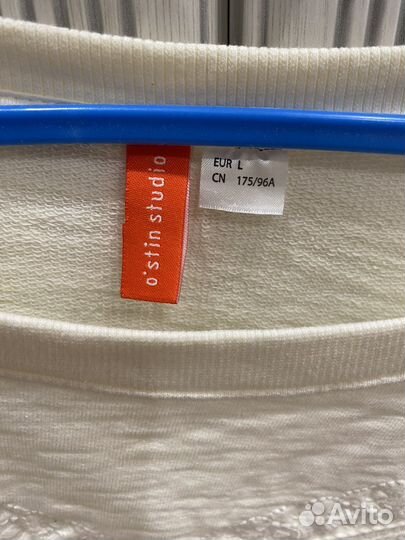 o'stin studio
EUR L
CN 175/96A
Avito